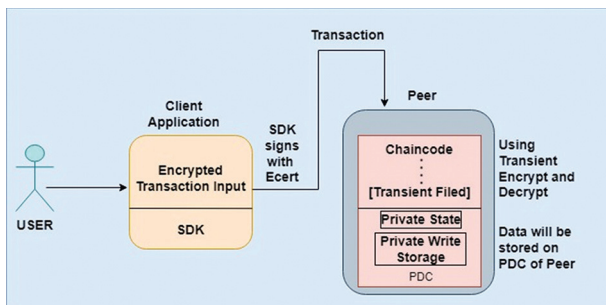 Transaction
Peer
Client
Application
SDK
signs
with
Ecert
Encrypted
Transaction Input
SDK
USER
Chaincode
[Transient Filed]
Private State
Private Write
Storage
PDC
Using
Transient
Encrypt and
Decrypt
Data will be
stored on
PDC of Peer